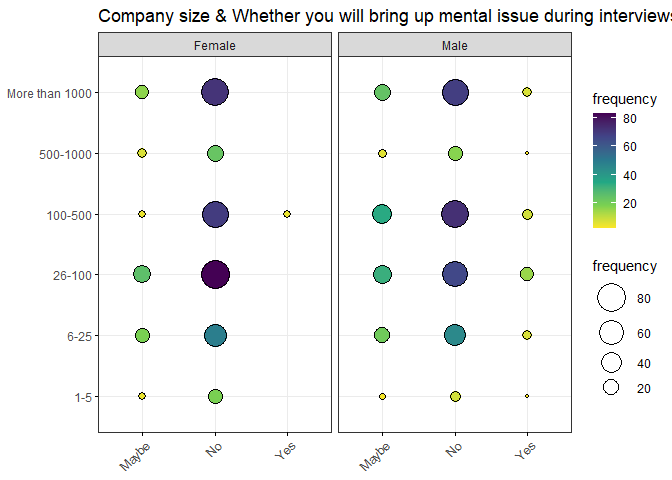 Company size & Whether you will bring up mental issue during interviews
Female
Male
More than 1000
500-1000
100-500
26-100
6-25
1-5
Maybe
No
Yes
Maybe
No
Yes
frequency
80
60
40
20
frequency
80
60
40
20